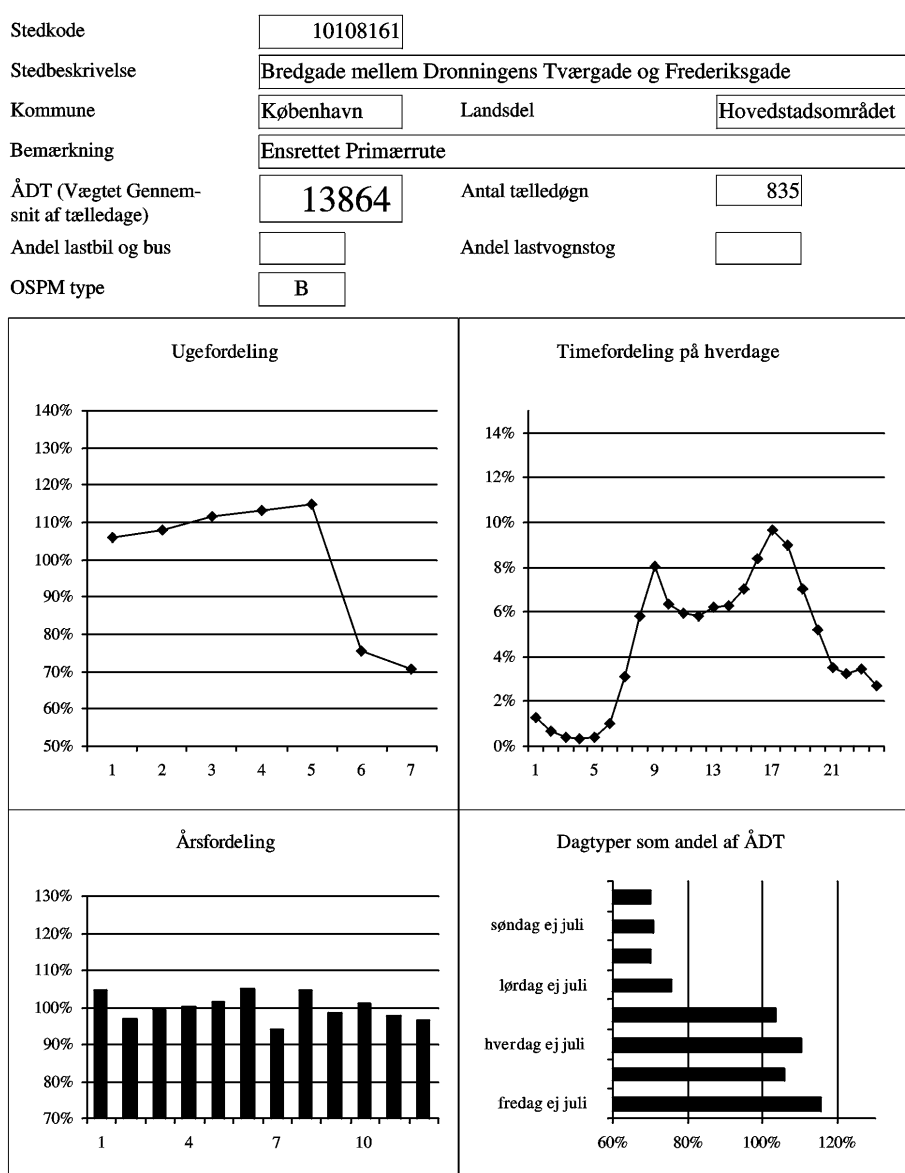 Stedkode 10108161
Stedbeskrivelse Bredgade mellem Dronningens Tværgade og Frederiksgade
Kommune København Landsdel Hovedstadsområdet
Bemærkning Ensrettet Primærrute
ÅDT (Vægtet Gennem-
snit af tælledage) 13864 Antal tælledøgn 835
Andel lastbil og bus Andel lastvognstog
OSPM type B
Ugefordeling
140%
130%
120%
110%
100%
90%
80%
70%
60%
50%
1 2 3 4 5 6 7
Timefordeling på hverdage
14%
12%
10%
8%
6%
4%
2%
0%
1 5 9 13 17 21
Årsfordeling
130%
120%
110%
100%
90%
80%
70%
1 4 7 10
Dagtyper som andel af ÅDT
søndag ej juli
lørdag ej juli
hverdag ej juli
fredag ej juli
60% 80% 100% 120%